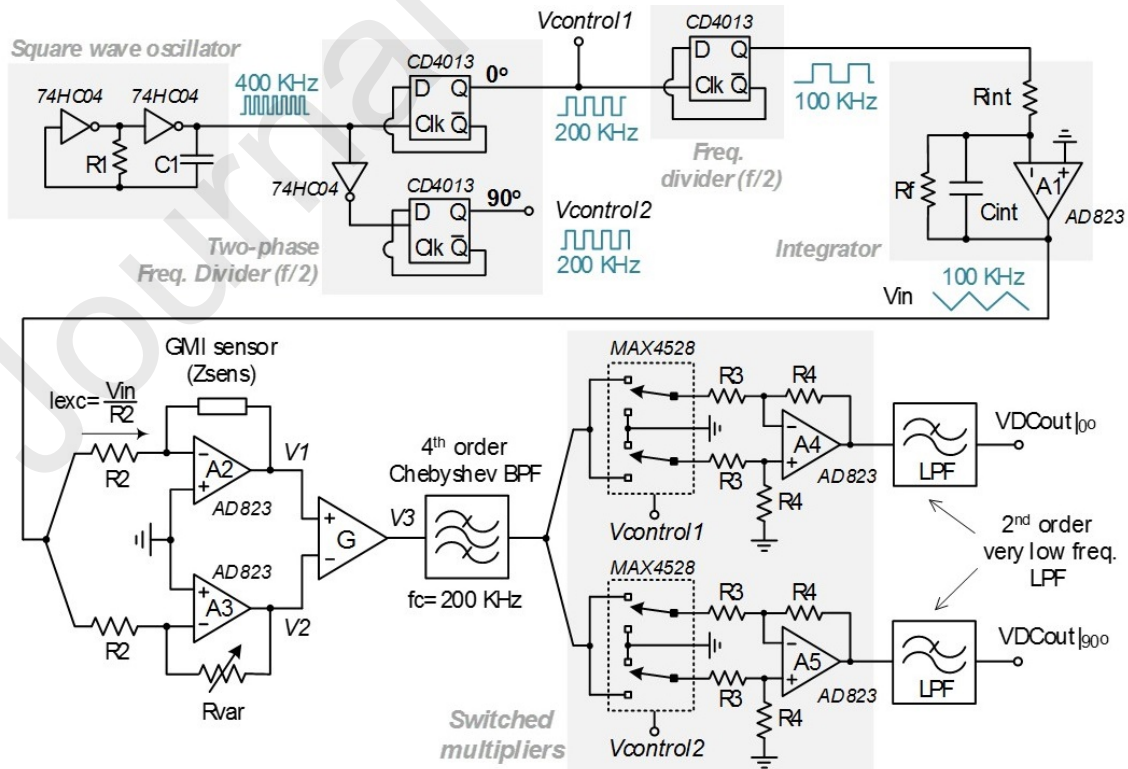 Journal
Square wave oscillator
74HC04
74HC04
R1
C1
400 KHz
CD4013
D
Q
0º
Clk
Q̅
74HC04
CD4013
D
Q
90º
Clk
Q̅
Two-phase
Freq. Divider (f/2)
Vcontrol1
200 KHz
Vcontrol2
200 KHz
CD4013
D
Q
Clk
Q̅
Freq.
divider (f/2)
100 KHz
Rint
Rf
Cint
-
+
A1
AD823
Integrator
Vin
100 KHz
GMI sensor
(Zsens)
Iexc=Vin/R2
R2
-
+
A2
AD823
V1
AD823
+
-
A3
V2
R2
Rvar
+
-
G
V3
4th order
Chebyshev BPF
fc= 200 KHz
MAX4528
R3
R4
-
+
A4
R3
AD823
R4
Vcontrol1
LPF
VDCout|0º
MAX4528
R3
R4
-
+
A5
R3
AD823
R4
Vcontrol2
LPF
VDCout|90º
2nd order
very low freq.
LPF
Switched
multipliers